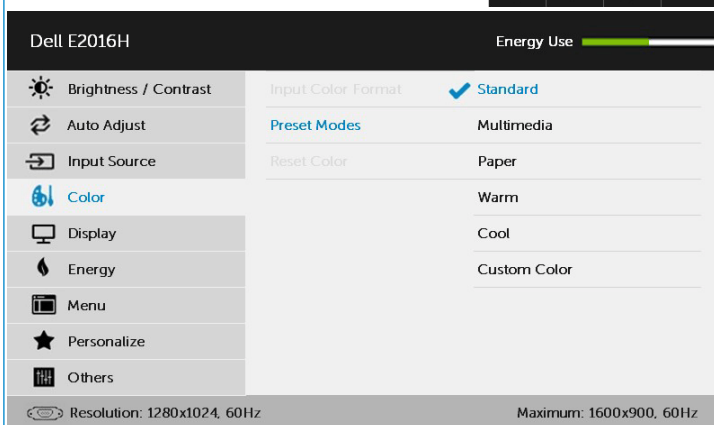 Dell E2016H Energy Use
Brightness / Contrast Input Color Format Standard
Auto Adjust Preset Modes Multimedia
Input Source Reset Color Paper
Color Warm
Display Cool
Energy Custom Color
Menu
Personalize
Others
Resolution: 1280x1024, 60Hz Maximum: 1600x900, 60Hz